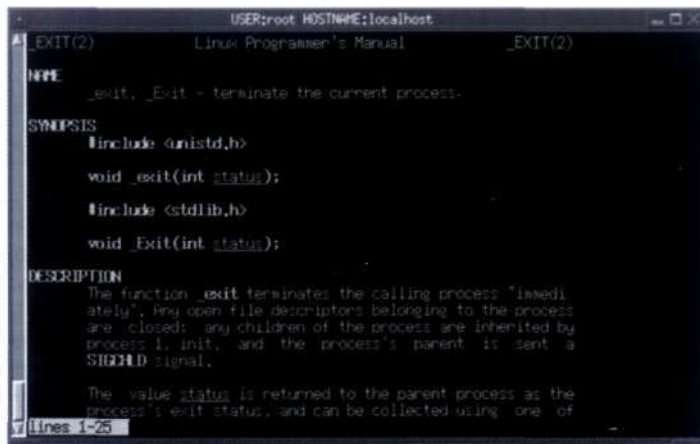 USER:root HOSTNAME:localhost
_EXIT(2) Linux Programmer's Manual _EXIT(2)
NAME
_exit, _Exit - terminate the current process.
SYNOPSIS
#include <unistd.h>
void _exit(int status);
#include <stdlib.h>
void _Exit(int status);
DESCRIPTION
The function _exit terminates the calling process "immedi
ately". Any open file descriptors belonging to the process
are closed; any children of the process are inherited by
process 1, init, and the process's parent is sent a
SIGCHLD signal.
The value status is returned to the parent process as the
process's exit status, and can be collected using one of
lines 1-25